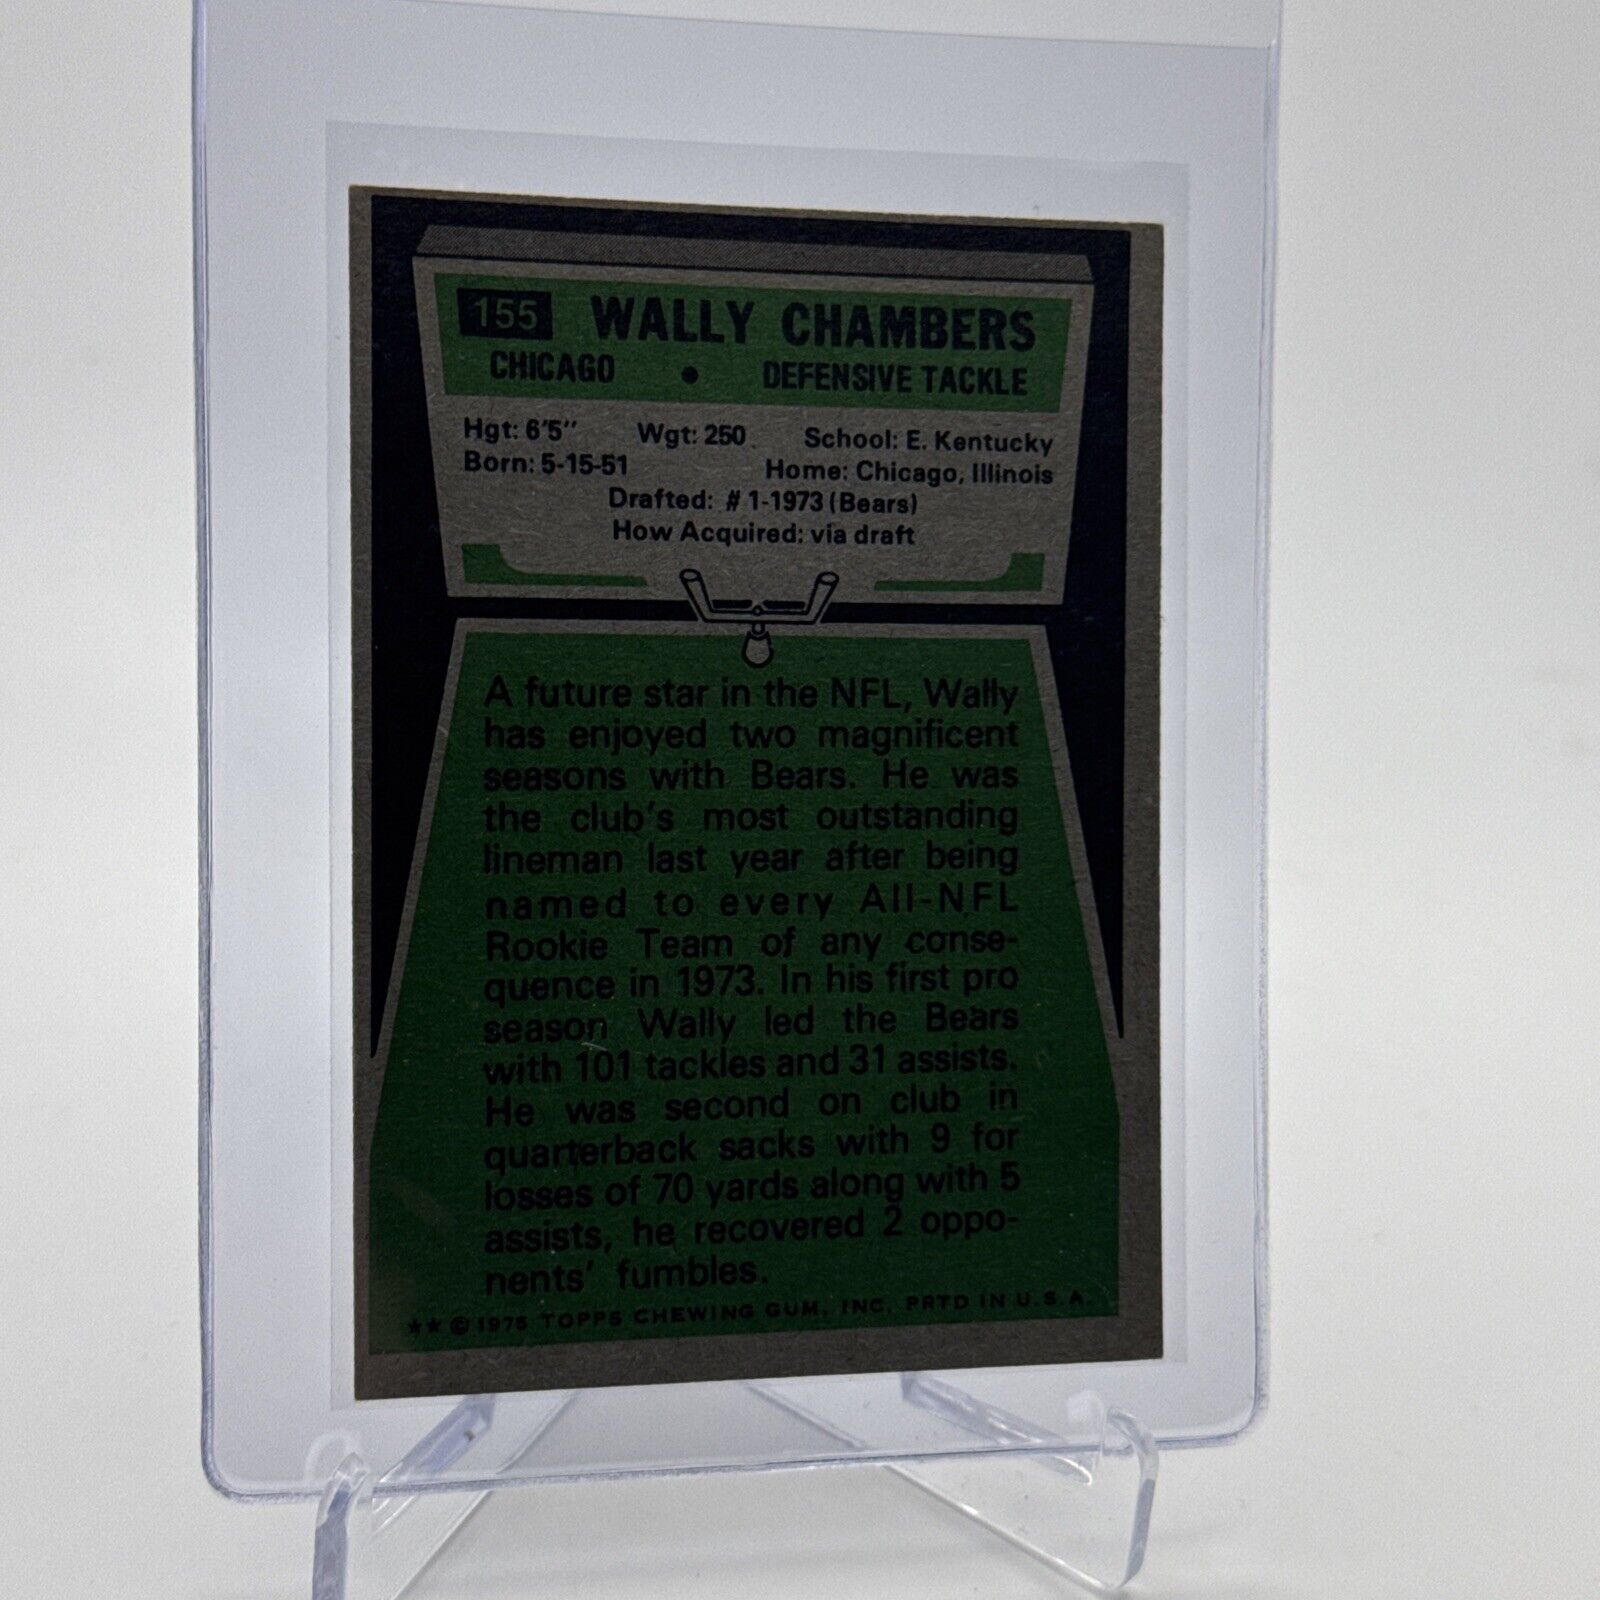 155 WALLY CHAMBERS
CHICAGO • DEFENSIVE TACKLE
Hgt: 6'5" Wgt: 250 School: E. Kentucky
Born: 5-15-51 Home: Chicago, Illinois
Drafted: #1-1973 (Bears)
How Acquired: via draft
A future star in the NFL, Wally
has enjoyed two magnificent
seasons with Bears. He was
the club's most outstanding
lineman last year after being
named to every All-NFL
Rookie Team of any conse-
quence in 1973. In his first pro
season Wally led the Bears
with 101 tackles and 31 assists.
He was second on club in
quarterback sacks with 9 for
losses of 70 yards along with 5
assists, he recovered 2 oppo-
nents' fumbles.
★★ © 1975 TOPPS CHEWING GUM, INC. PRTD IN U.S.A.